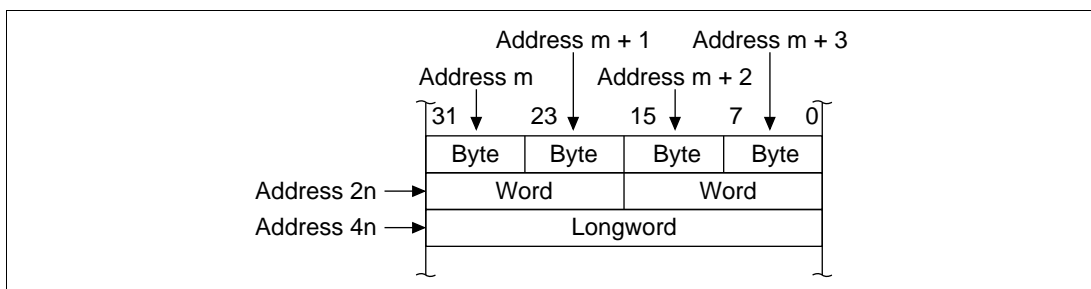 Address m + 1 Address m + 3
Address m Address m + 2
31 23 15 7 0
Byte Byte Byte Byte
Address 2n Word Word
Address 4n Longword